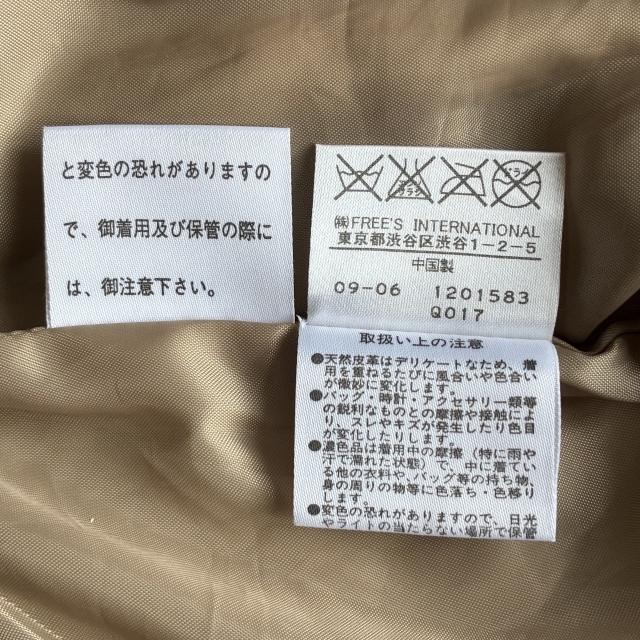 と変色の恐れがありますの
で、御着用及び保管の際に
は、御注意下さい。
㈱FREE'S INTERNATIONAL
東京都渋谷区渋谷1-2-5
中国製
09-06 1201583
Q017
取扱い上の注意
●天然皮革はデリケートなため、着
用を重ねるたびに風合いや色合い
が微妙に変化します。
●バッグ・時計・アクセサリー類等
の鋭利なものとの摩擦や接触によ
り、スレやキズが発生したり色目
が変化したりします。
●濃色品は着用中の摩擦（特に雨や
汗で濡れた状態）で、中に着てい
る他の衣料や、バッグ等の持ち物、
身の周りの物等に色落ち・色移り
します。
●変色の恐れがありますので、日光
やライトの当たらない場所で保管